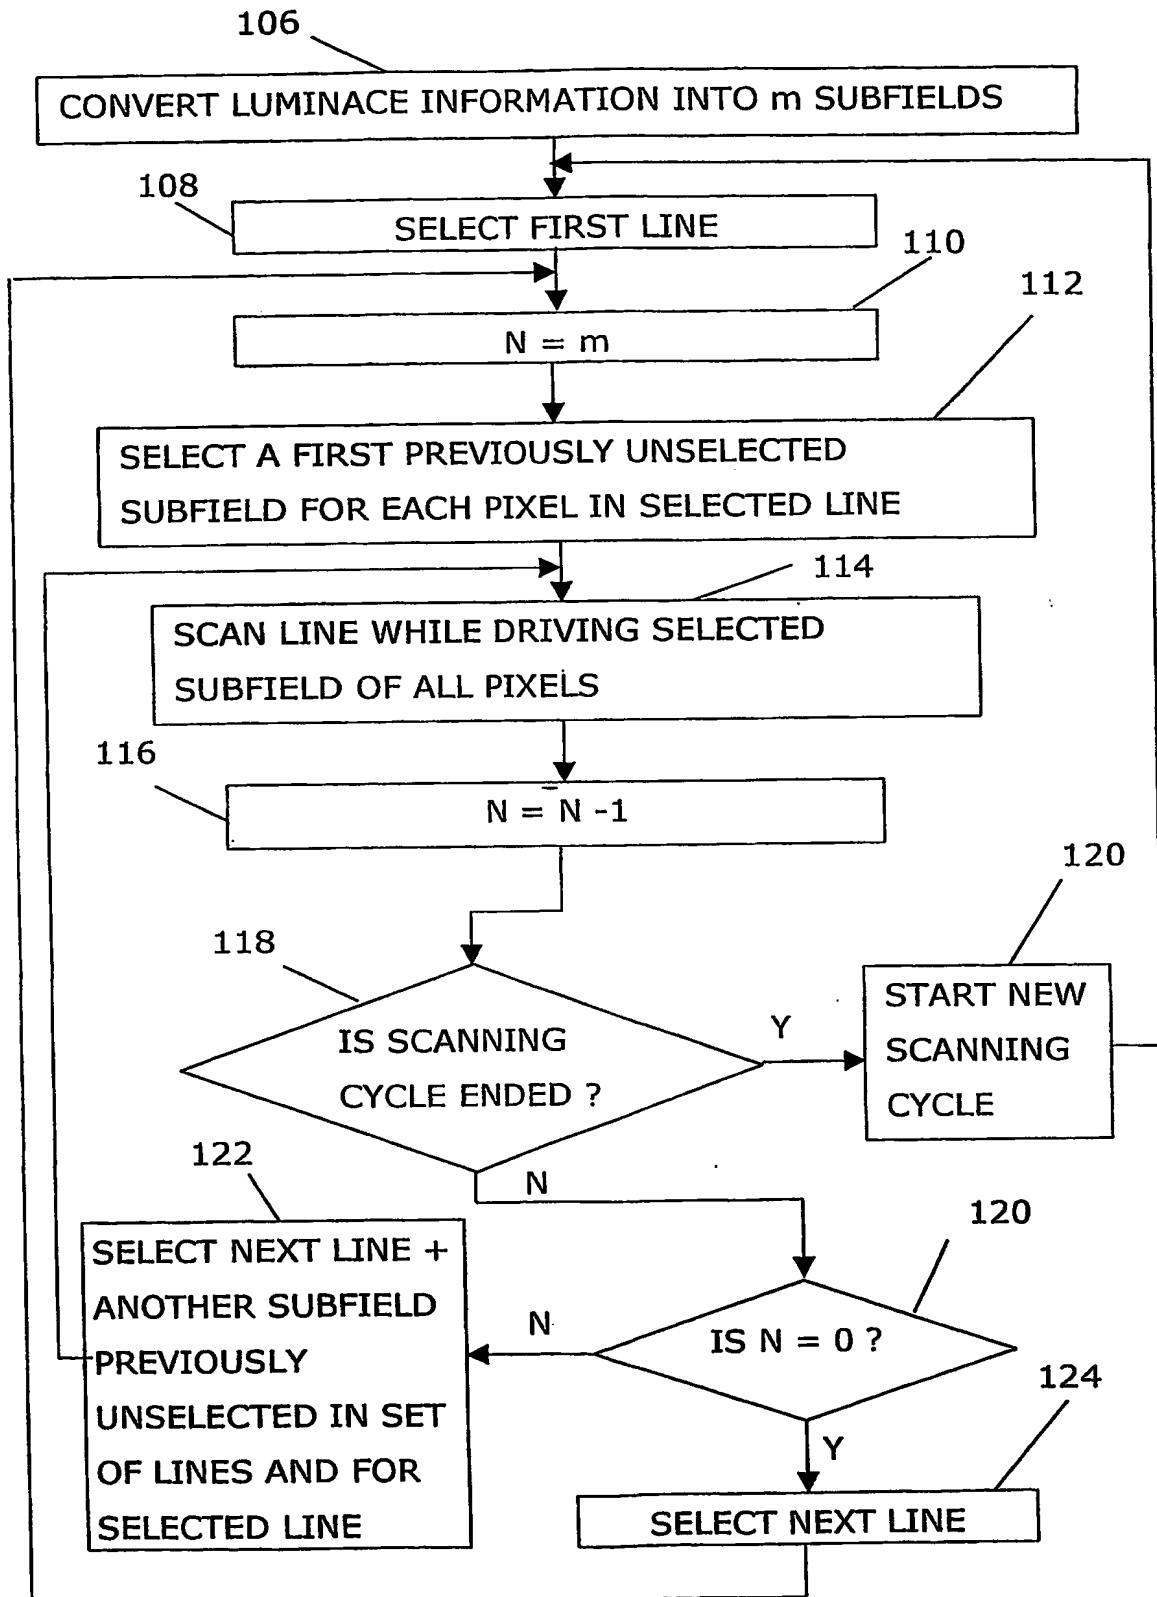 106
CONVERT LUMINACE INFORMATION INTO m SUBFIELDS
108
SELECT FIRST LINE
110
N = m
112
SELECT A FIRST PREVIOUSLY UNSELECTED
SUBFIELD FOR EACH PIXEL IN SELECTED LINE
114
SCAN LINE WHILE DRIVING SELECTED
SUBFIELD OF ALL PIXELS
116
N = N -1
118
IS SCANNING
CYCLE ENDED ?
Y
120
START NEW
SCANNING
CYCLE
N
120
IS N = 0 ?
N
122
SELECT NEXT LINE +
ANOTHER SUBFIELD
PREVIOUSLY
UNSELECTED IN SET
OF LINES AND FOR
SELECTED LINE
Y
124
SELECT NEXT LINE